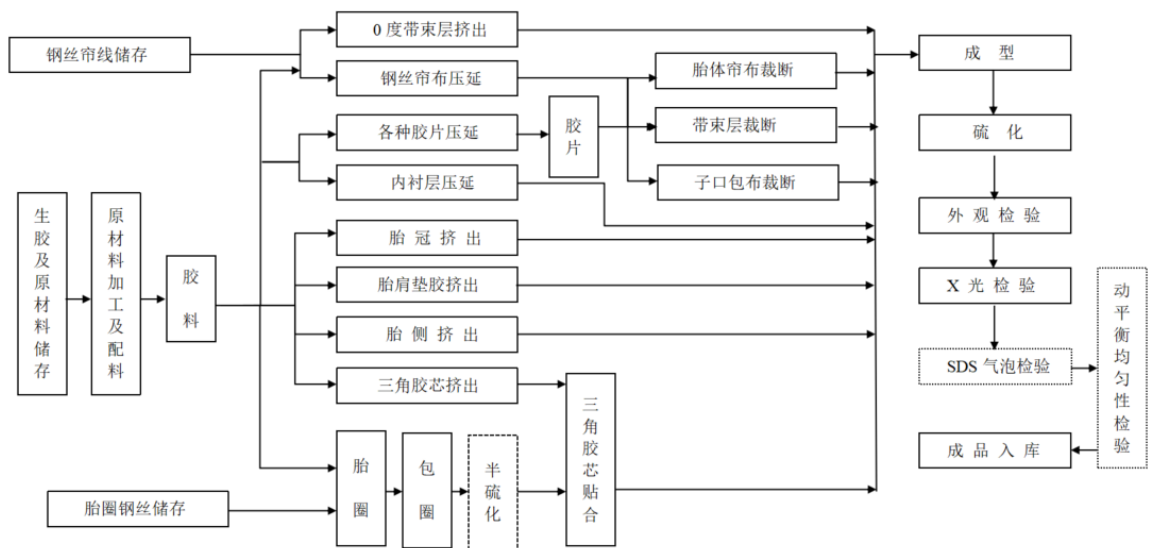 钢丝帘线储存
0 度带束层挤出
钢丝帘布压延
各种胶片压延
内衬层压延
胶片
胎体帘布裁断
带束层裁断
子口包布裁断
生胶及原材料储存
原材料加工及配料
胶料
胎 冠 挤 出
胎肩垫胶挤出
胎 侧 挤 出
三角胶芯挤出
胎圈钢丝储存
胎圈
包圈
半硫化
三角胶芯贴合
成 型
硫 化
外 观 检 验
X 光 检 验
SDS 气泡检验
动平衡均匀性检验
成 品 入 库